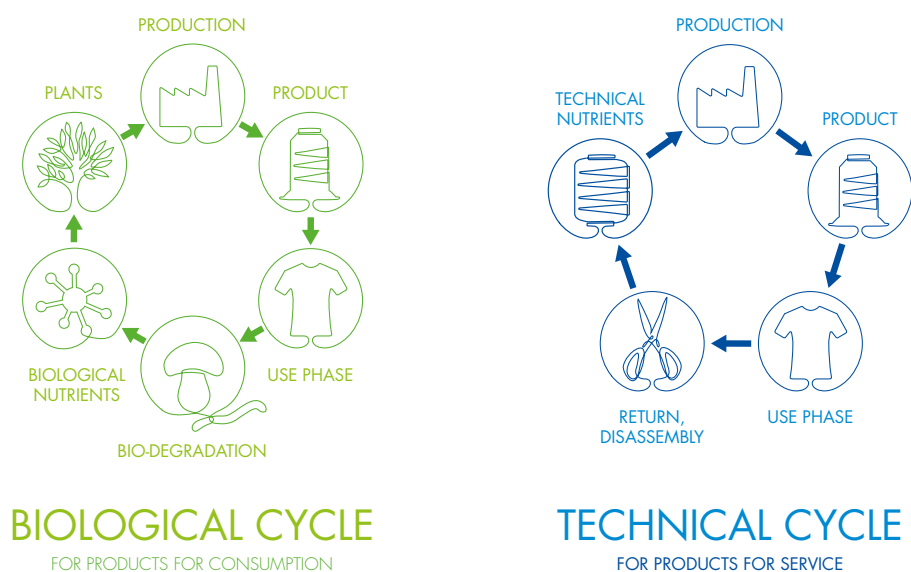 PRODUCTION
PLANTS
PRODUCT
BIOLOGICAL
NUTRIENTS
USE PHASE
BIO-DEGRADATION
BIOLOGICAL CYCLE
FOR PRODUCTS FOR CONSUMPTION
PRODUCTION
TECHNICAL
NUTRIENTS
PRODUCT
RETURN,
DISASSEMBLY
USE PHASE
TECHNICAL CYCLE
FOR PRODUCTS FOR SERVICE